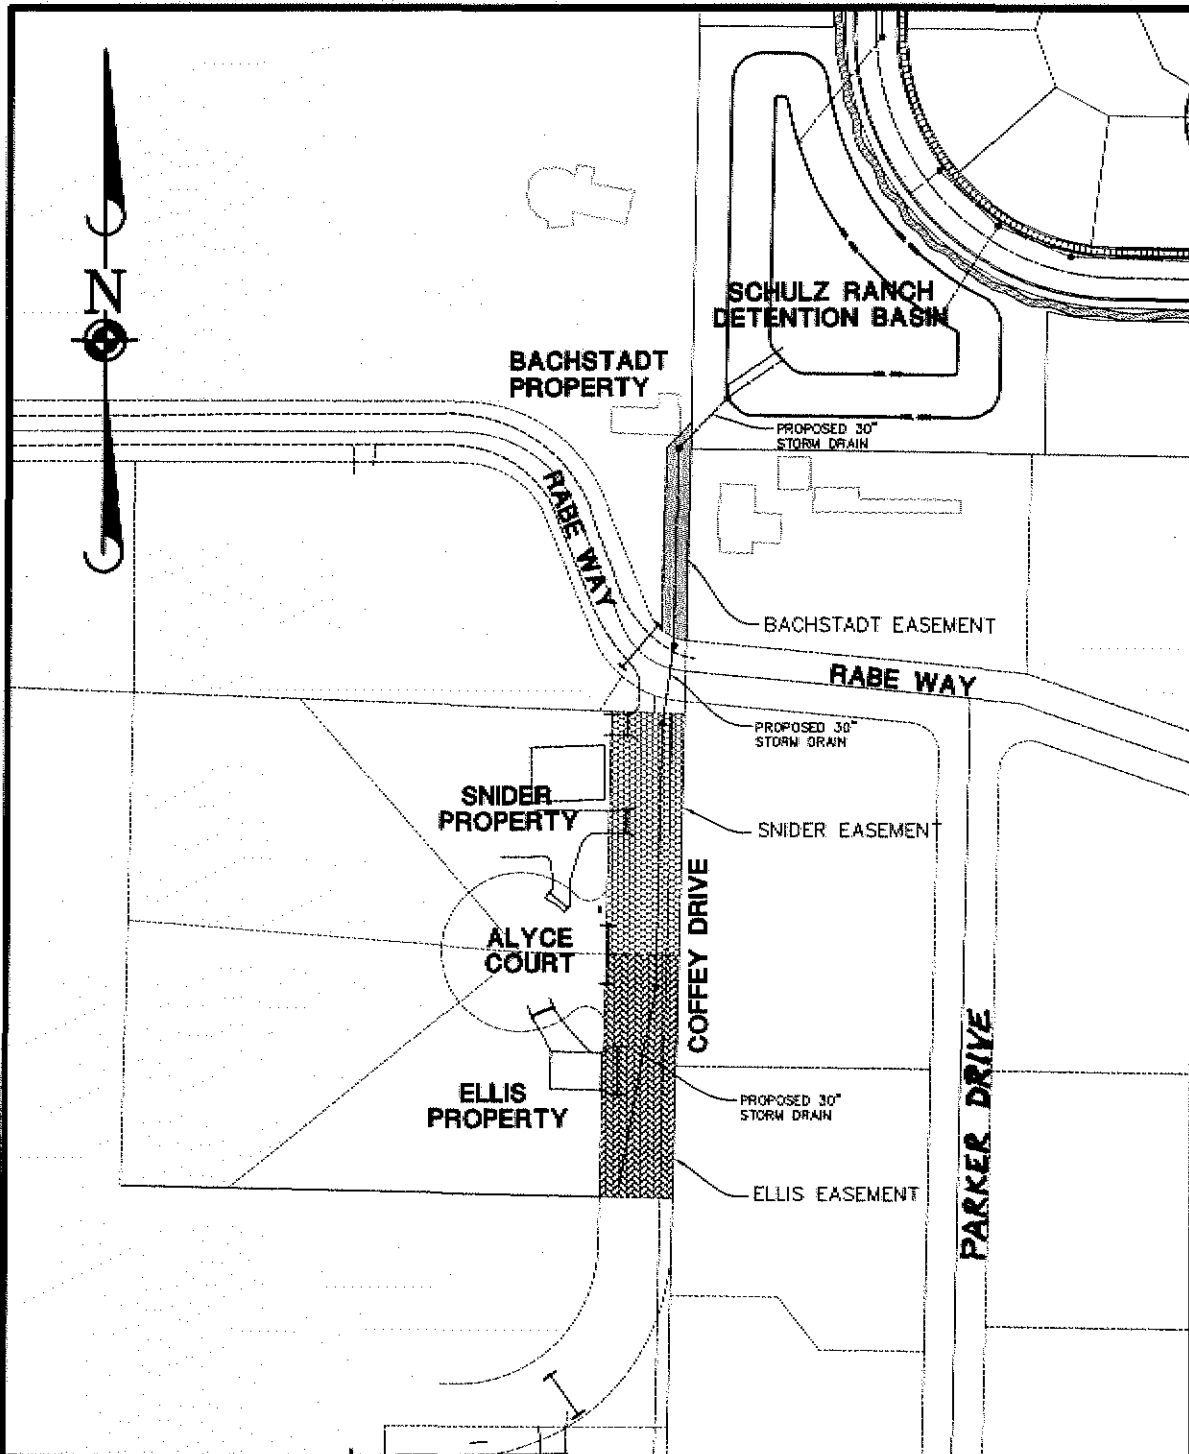 N
SCHULZ RANCH
DETENTION BASIN
BACHSTADT
PROPERTY
PROPOSED 30"
STORM DRAIN
RABE WAY
BACHSTADT EASEMENT
RABE WAY
PROPOSED 30"
STORM DRAIN
SNIDER
PROPERTY
SNIDER EASEMENT
COFFEY DRIVE
ALYCE
COURT
PARKER DRIVE
ELLIS
PROPERTY
PROPOSED 30"
STORM DRAIN
ELLIS EASEMENT